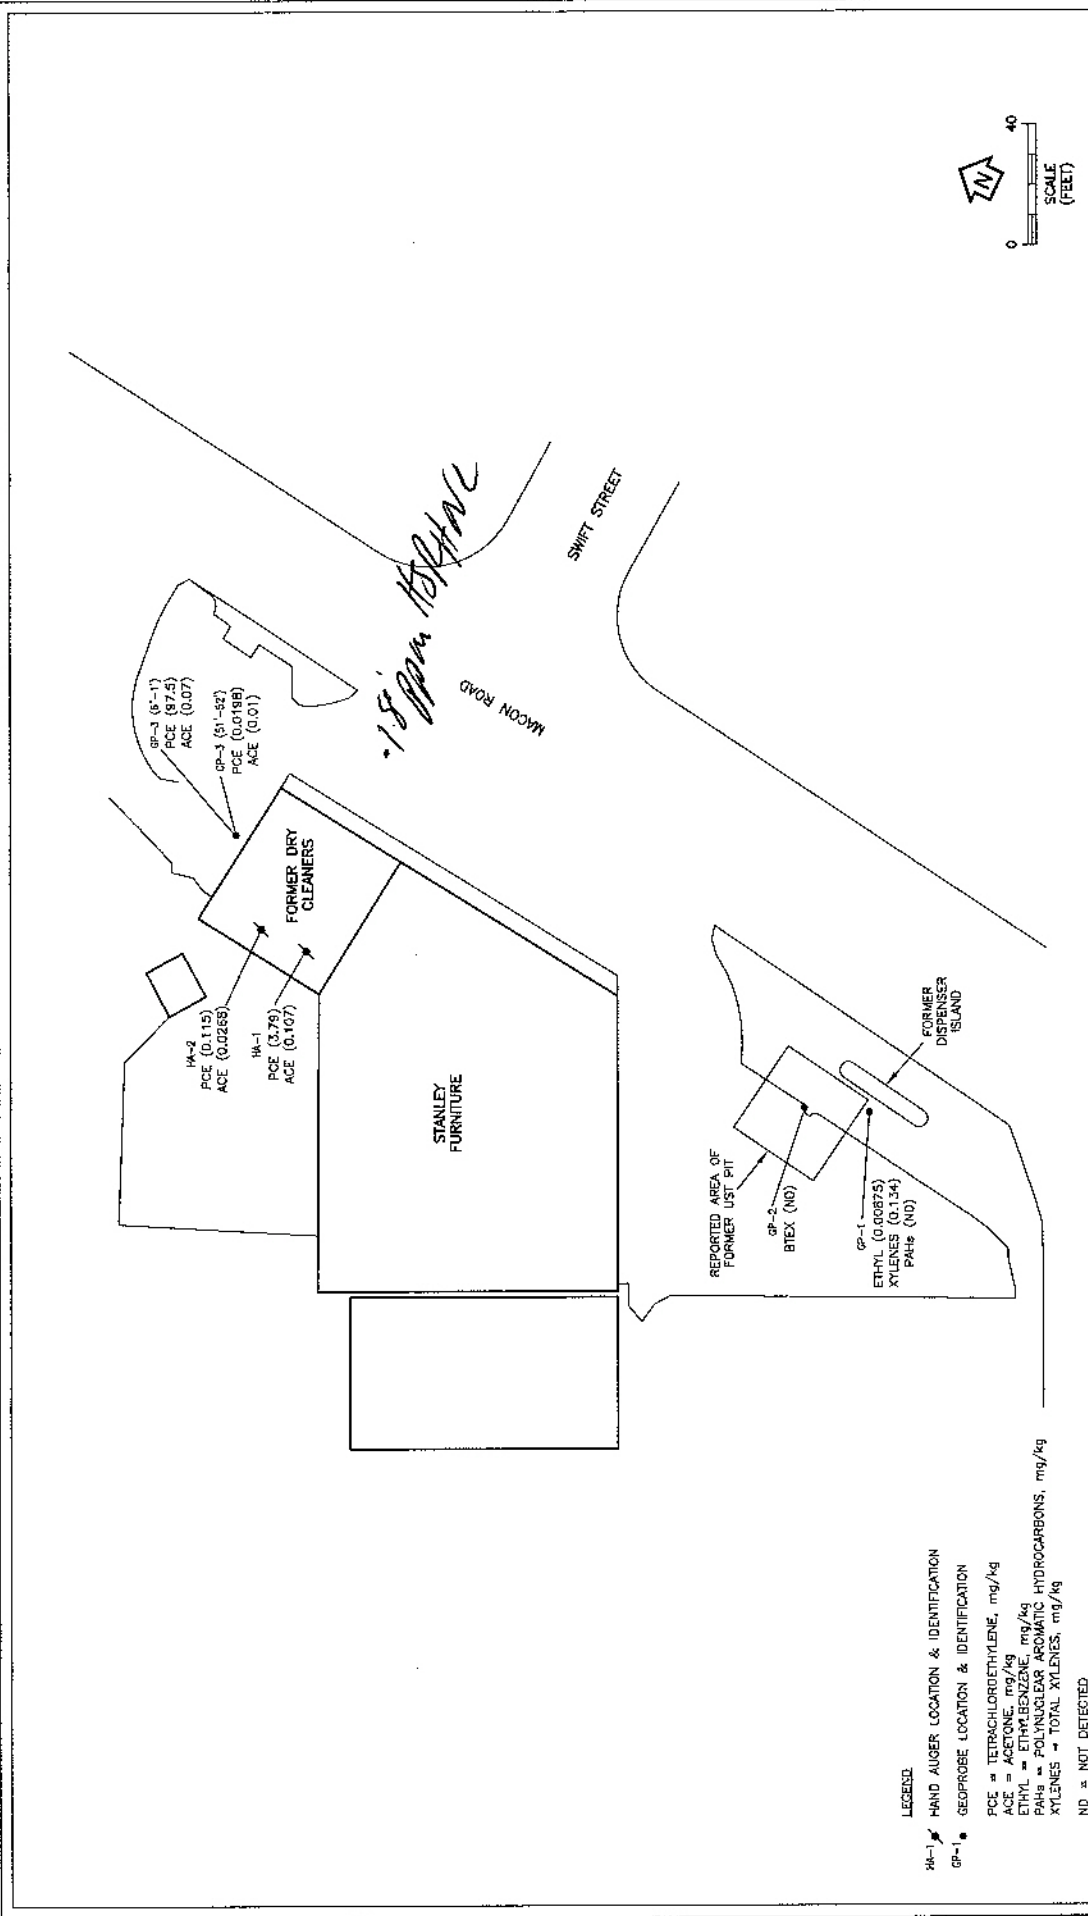 GP-3 (6"-1')
PCE (97.5)
ACE (0.07)
GP-3 (51'-52')
PCE (0.0198)
ACE (0.01)
HA-2
PCE (0.115)
ACE (0.0268)
HA-1
PCE (3.79)
ACE (0.107)
FORMER DRY
CLEANERS
STANLEY
FURNITURE
MACON ROAD
SWIFT STREET
REPORTED AREA OF
FORMER UST PIT
GP-2
BTEX (ND)
GP-1
ETHYL (0.00875)
XYLENES (0.134)
PAHs (ND)
FORMER
DISPENSER
ISLAND
N
0 40
SCALE
(FEET)
LEGEND
HA-1 HAND AUGER LOCATION & IDENTIFICATION
GP-1 GEOPROBE LOCATION & IDENTIFICATION
PCE = TETRACHLOROETHYLENE, mg/kg
ACE = ACETONE, mg/kg
ETHYL = ETHYLBENZENE, mg/kg
PAHs = POLYNUCLEAR AROMATIC HYDROCARBONS, mg/kg
XYLENES = TOTAL XYLENES, mg/kg
ND = NOT DETECTED